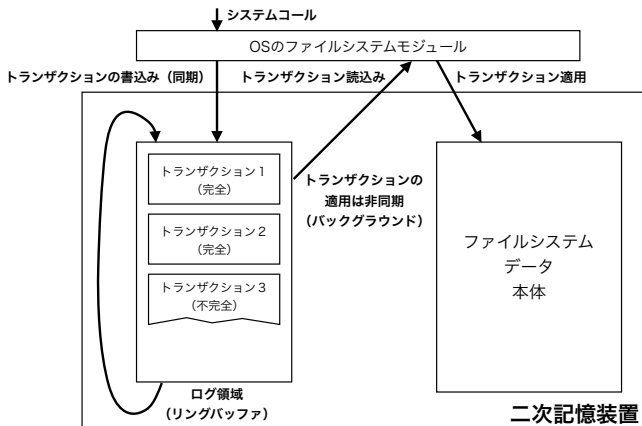 システムコール
OSのファイルシステムモジュール
トランザクションの書込み（同期）
トランザクション読込み
トランザクション適用
トランザクション１
（完全）
トランザクション２
（完全）
トランザクション３
（不完全）
トランザクションの
適用は非同期
（バックグラウンド）
ファイルシステム
データ
本体
ログ領域
（リングバッファ）
二次記憶装置